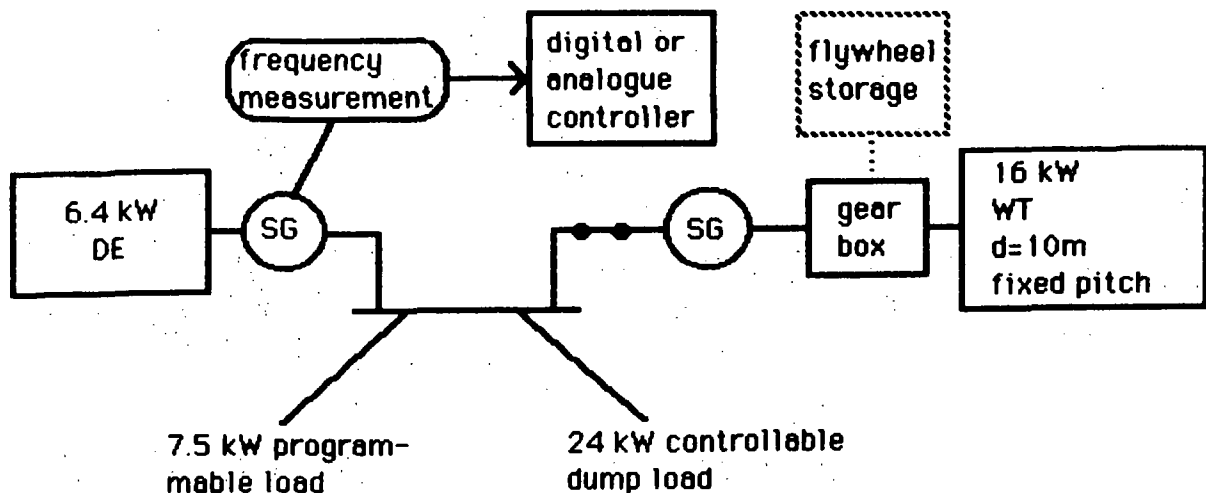 frequency
measurement
digital or
analogue
controller
flywheel
storage
6.4 kW
DE
SG
SG
gear
box
16 kW
WT
d=10m
fixed pitch
7.5 kW program-
mable load
24 kW controllable
dump load